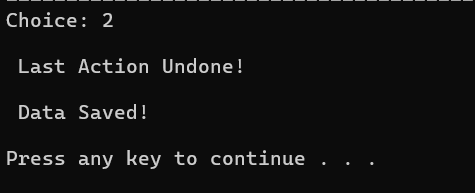 Choice: 2
Last Action Undone!
Data Saved!
Press any key to continue . . .